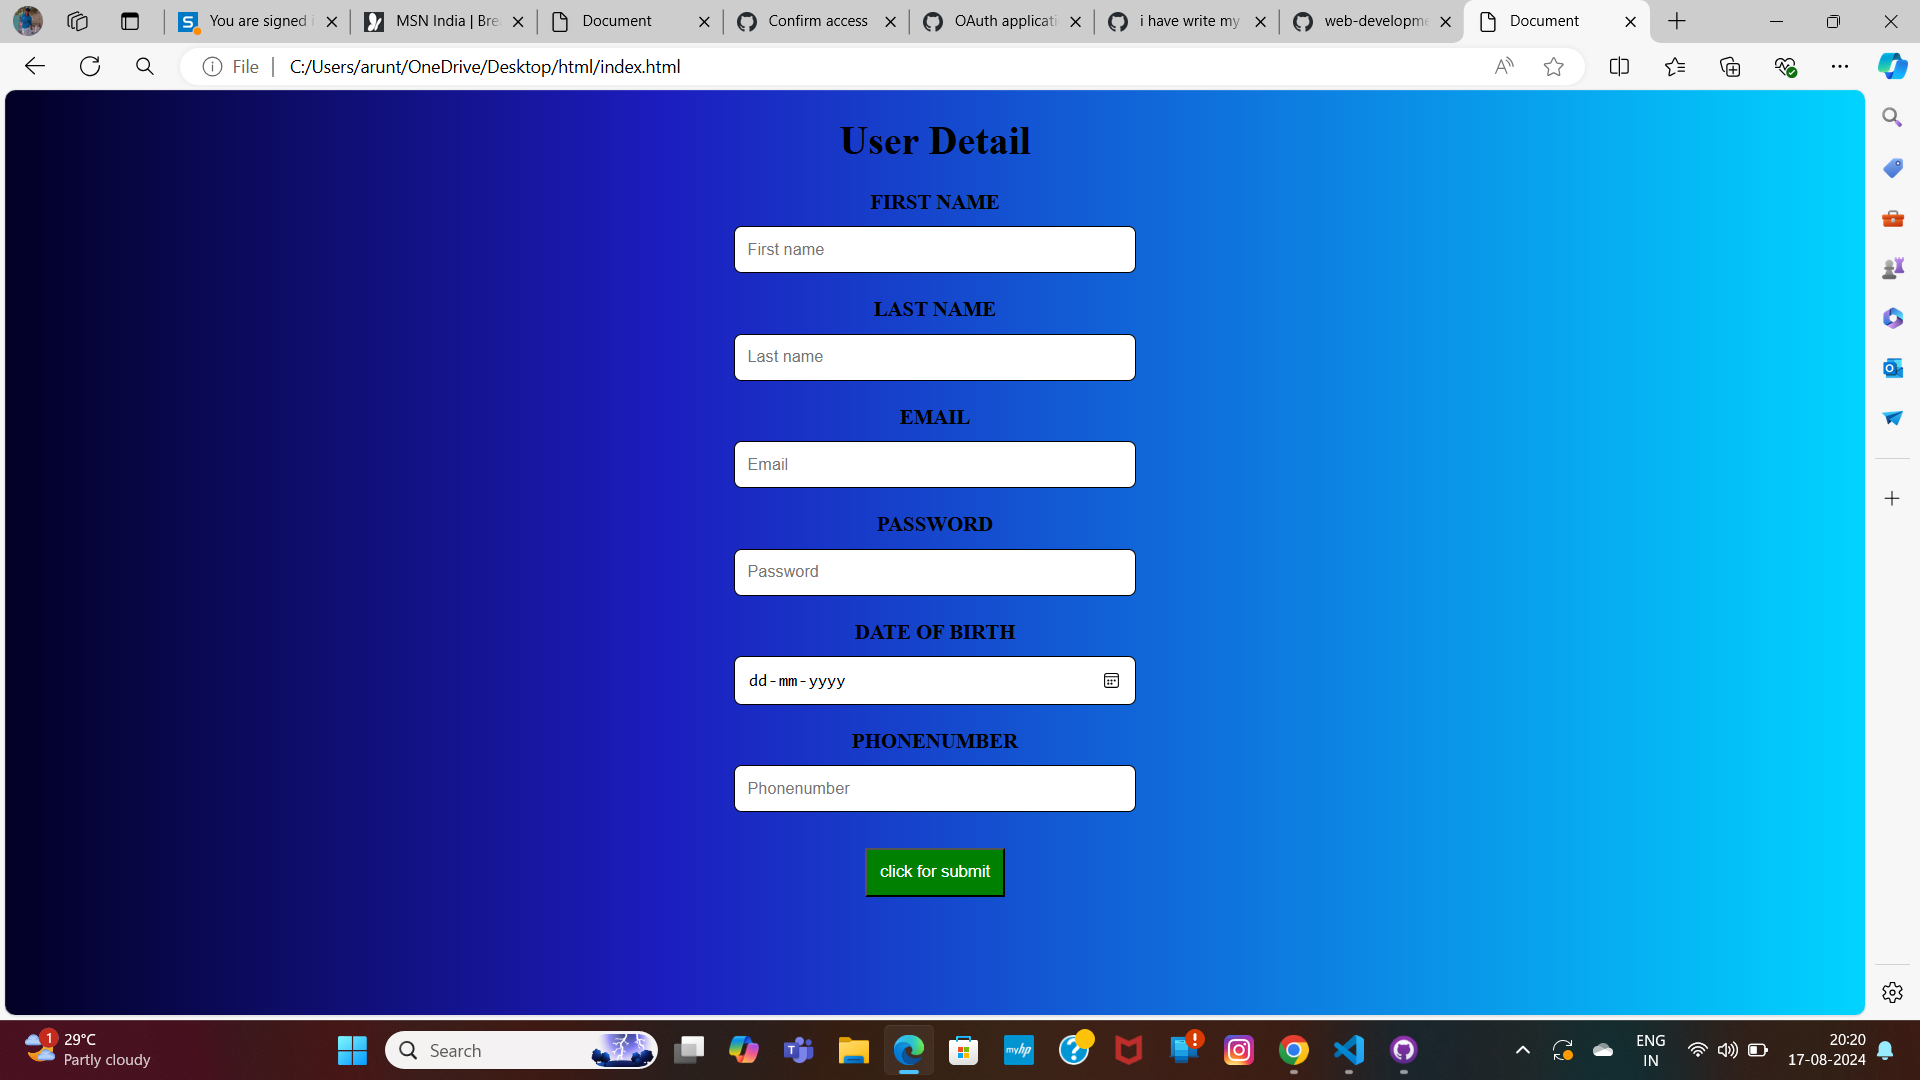 You are signed i
MSN India | Brea
Document
Confirm access
OAuth applicati
i have write my
web-developme
Document
File
C:/Users/arunt/OneDrive/Desktop/html/index.html
User Detail
FIRST NAME
First name
LAST NAME
Last name
EMAIL
Email
PASSWORD
Password
DATE OF BIRTH
dd-mm-yyyy
PHONENUMBER
Phonenumber
click for submit
1
29°C
Partly cloudy
Search
myhp
ENG
IN
20:20
17-08-2024